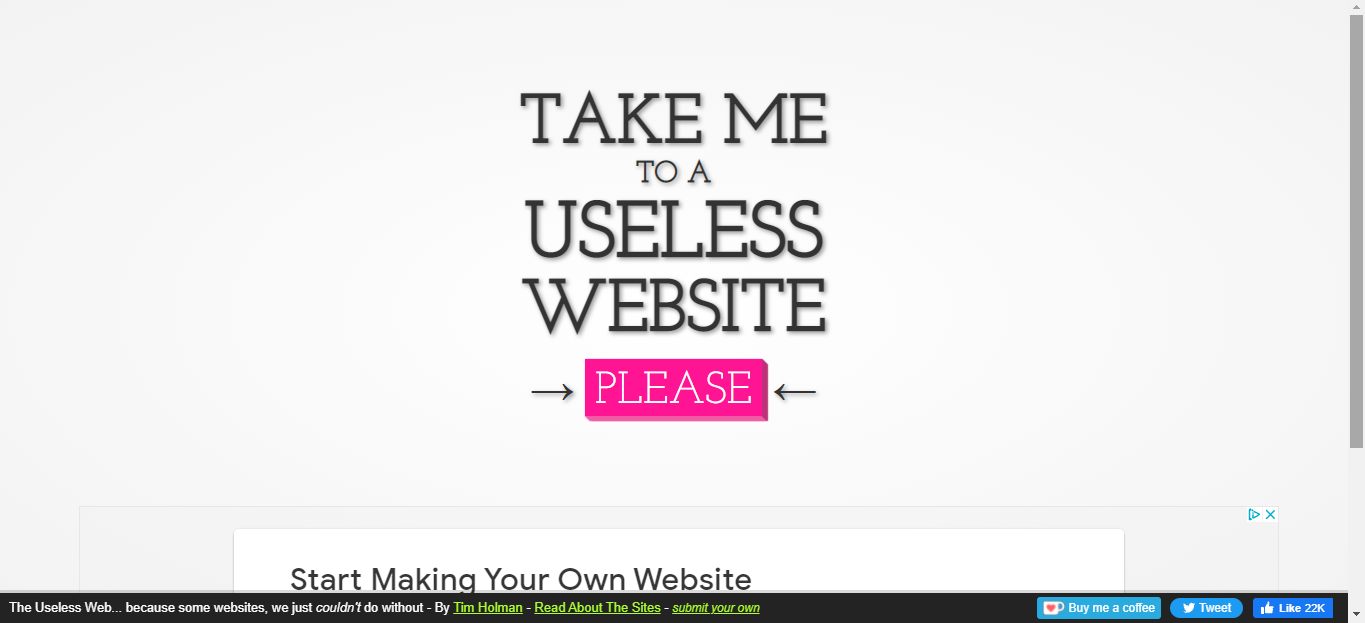 TAKE ME
TO A
USELESS
WEBSITE
→ PLEASE ←
Start Making Your Own Website
The Useless Web... because some websites, we just couldn't do without - By Tim Holman - Read About The Sites - submit your own
Buy me a coffee
Tweet
Like 22K